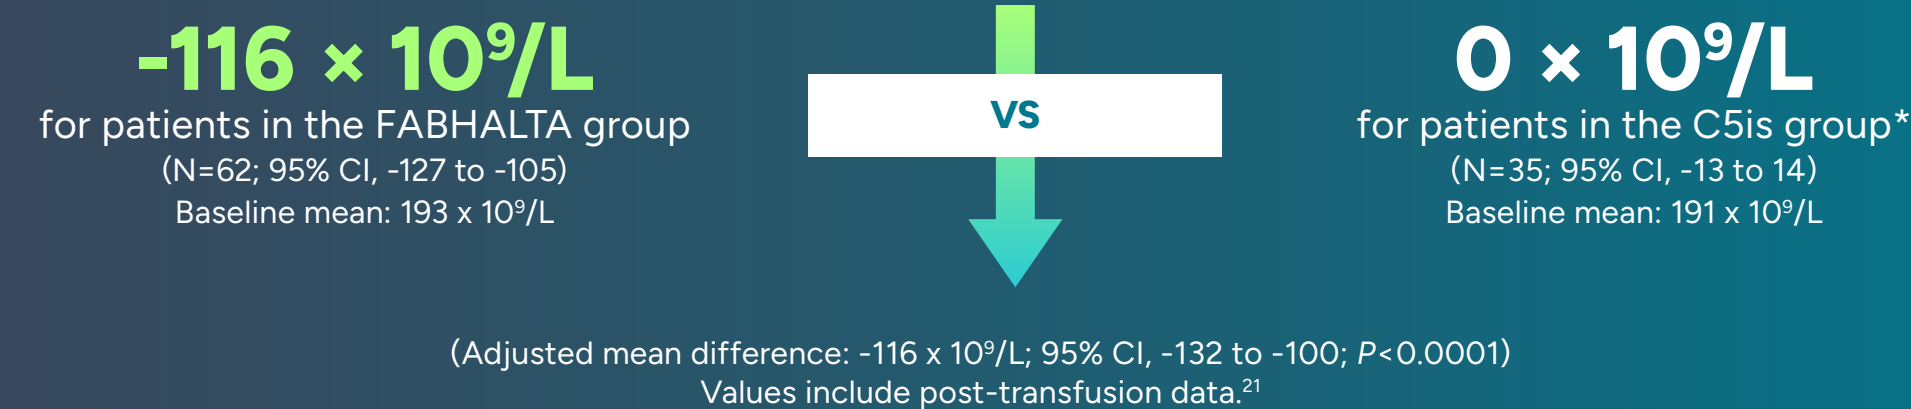 -116 × 10⁹/L
for patients in the FABHALTA group
(N=62; 95% CI, -127 to -105)
Baseline mean: 193 x 10⁹/L
vs
0 × 10⁹/L
for patients in the C5is group*
(N=35; 95% CI, -13 to 14)
Baseline mean: 191 x 10⁹/L
(Adjusted mean difference: -116 x 10⁹/L; 95% CI, -132 to -100; P<0.0001)
Values include post-transfusion data.²¹